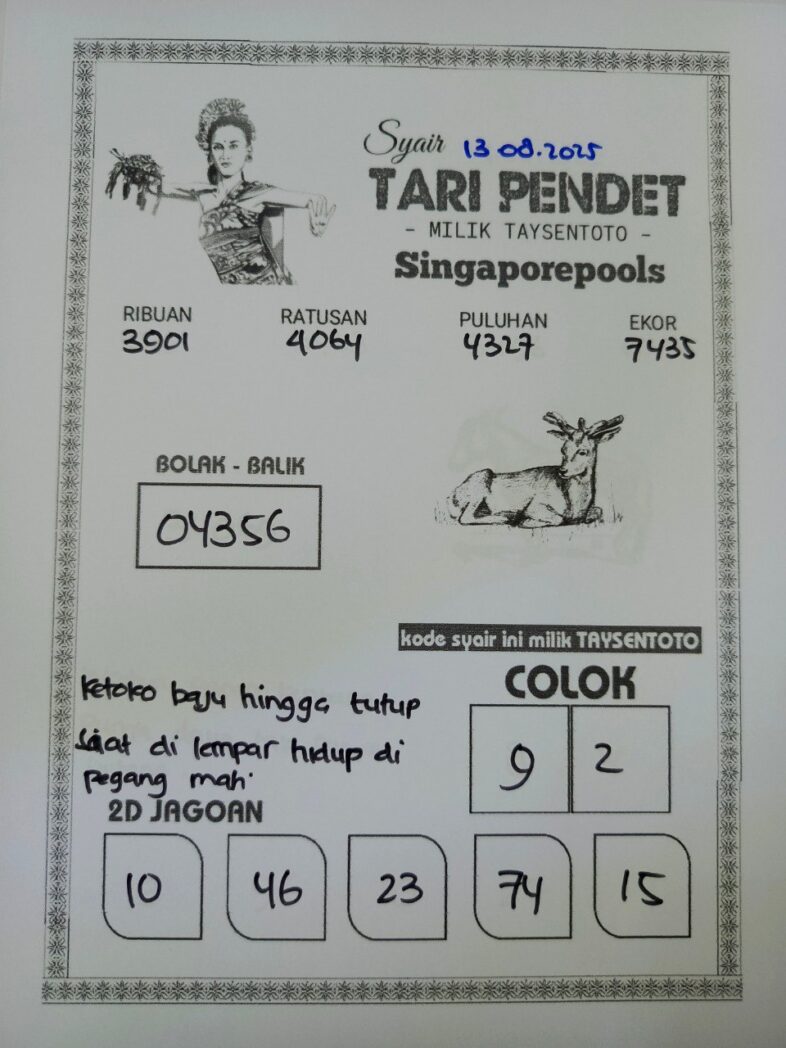 Syair 13 08.2025
TARI PENDET
- MILIK TAYSENTOTO -
Singaporepools
RIBUAN RATUSAN PULUHAN EKOR
3901 4064 4327 7435
BOLAK - BALIK
04356
kode syair ini milik TAYSENTOTO
COLOK
9 2
ketoko baju hingga tutup
saat di lempar hidup di
pegang mati
2D JAGOAN
10 46 23 74 15